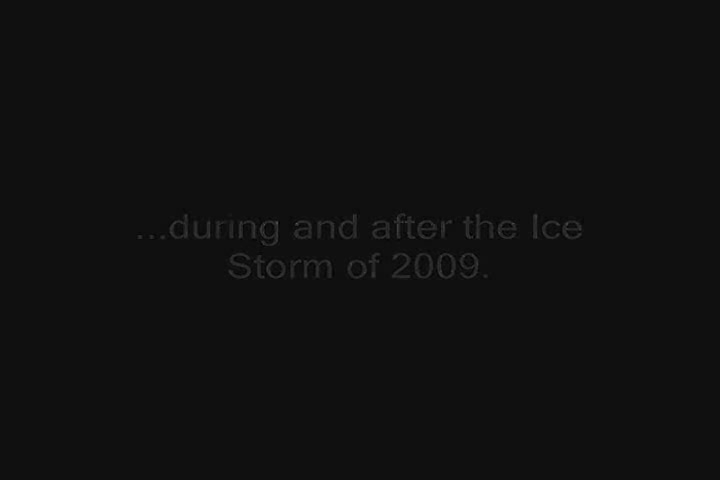 ...during and after the Ice
Storm of 2009.